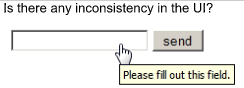 Is there any inconsistency in the UI?
send
Please fill out this field.